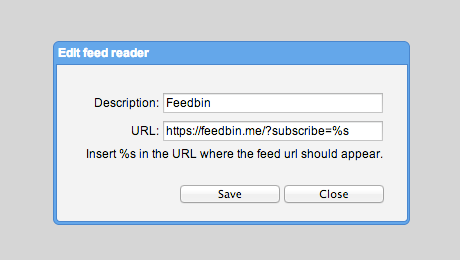 Edit feed reader
Description: Feedbin
URL: https://feedbin.me/?subscribe=%s
Insert %s in the URL where the feed url should appear.
Save Close